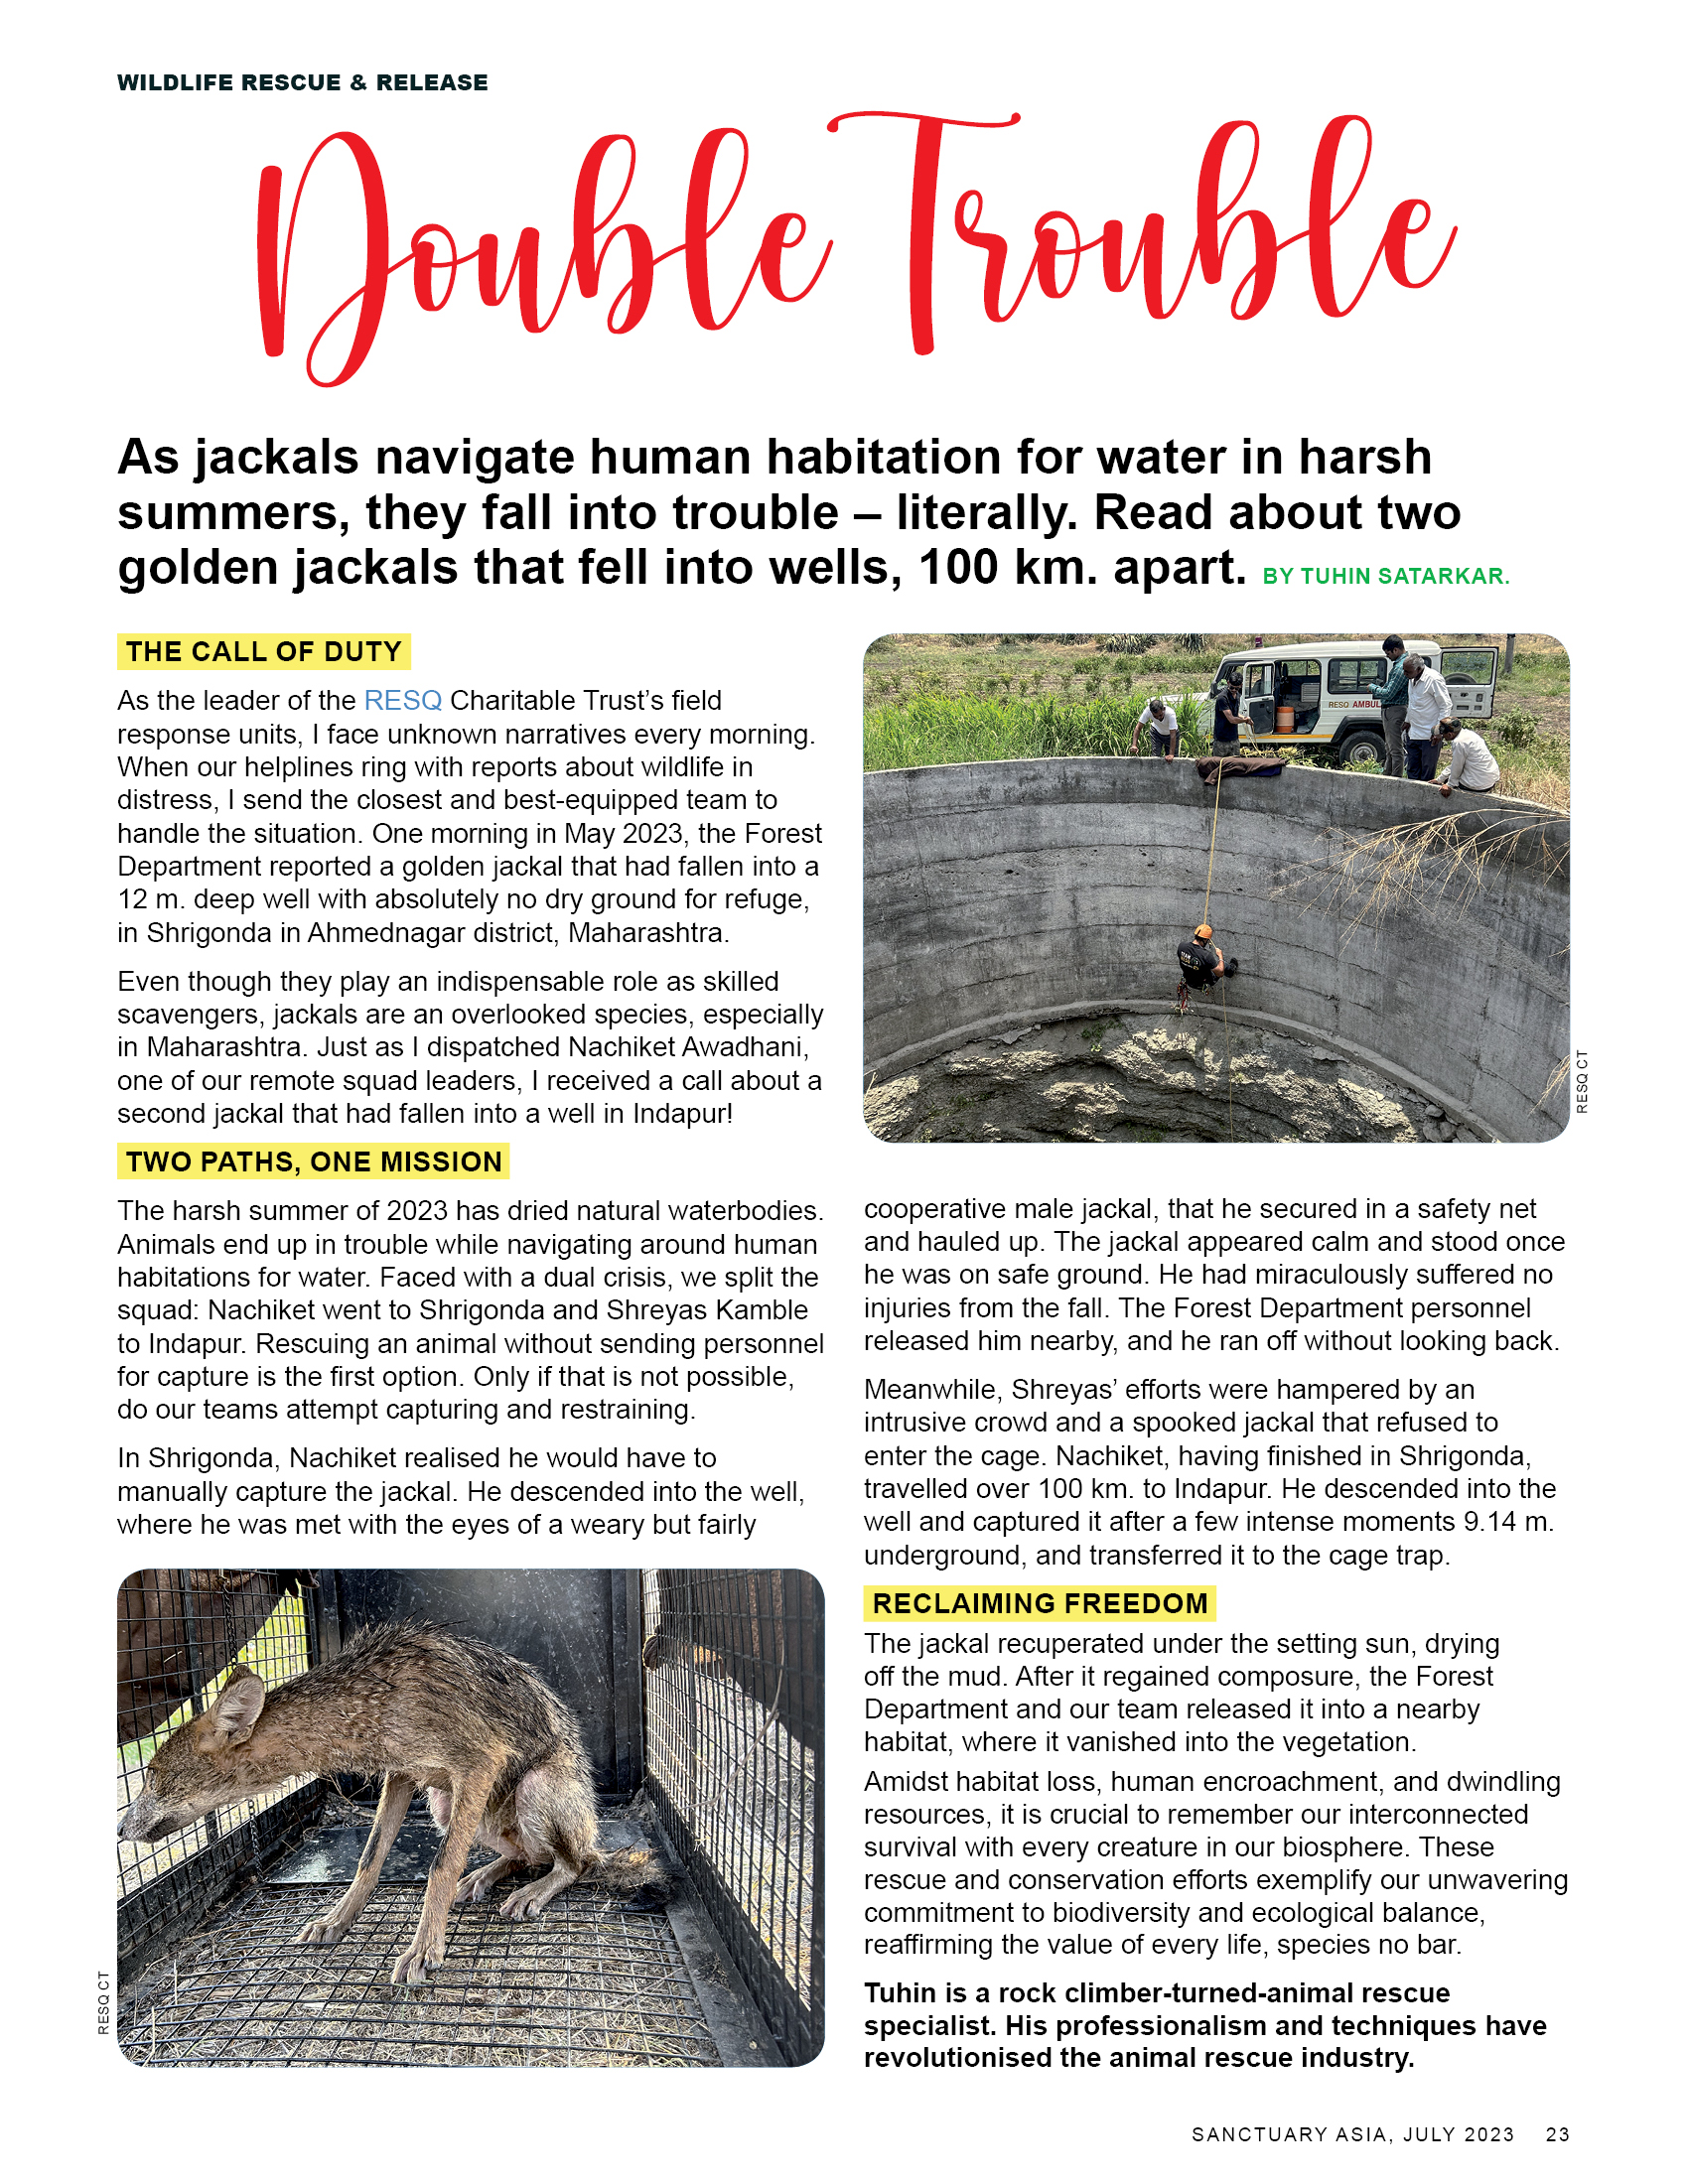 WILDLIFE RESCUE & RELEASE
Double Trouble
As jackals navigate human habitation for water in harsh
summers, they fall into trouble – literally. Read about two
golden jackals that fell into wells, 100 km. apart. BY TUHIN SATARKAR.
THE CALL OF DUTY
As the leader of the RESQ Charitable Trust’s field
response units, I face unknown narratives every morning.
When our helplines ring with reports about wildlife in
distress, I send the closest and best-equipped team to
handle the situation. One morning in May 2023, the Forest
Department reported a golden jackal that had fallen into a
12 m. deep well with absolutely no dry ground for refuge,
in Shrigonda in Ahmednagar district, Maharashtra.
Even though they play an indispensable role as skilled
scavengers, jackals are an overlooked species, especially
in Maharashtra. Just as I dispatched Nachiket Awadhani,
one of our remote squad leaders, I received a call about a
second jackal that had fallen into a well in Indapur!
TWO PATHS, ONE MISSION
The harsh summer of 2023 has dried natural waterbodies.
Animals end up in trouble while navigating around human
habitations for water. Faced with a dual crisis, we split the
squad: Nachiket went to Shrigonda and Shreyas Kamble
to Indapur. Rescuing an animal without sending personnel
for capture is the first option. Only if that is not possible,
do our teams attempt capturing and restraining.
In Shrigonda, Nachiket realised he would have to
manually capture the jackal. He descended into the well,
where he was met with the eyes of a weary but fairly
RESQ CT
RESQ AMBUL
RESQ CT
cooperative male jackal, that he secured in a safety net
and hauled up. The jackal appeared calm and stood once
he was on safe ground. He had miraculously suffered no
injuries from the fall. The Forest Department personnel
released him nearby, and he ran off without looking back.
Meanwhile, Shreyas’ efforts were hampered by an
intrusive crowd and a spooked jackal that refused to
enter the cage. Nachiket, having finished in Shrigonda,
travelled over 100 km. to Indapur. He descended into the
well and captured it after a few intense moments 9.14 m.
underground, and transferred it to the cage trap.
RECLAIMING FREEDOM
The jackal recuperated under the setting sun, drying
off the mud. After it regained composure, the Forest
Department and our team released it into a nearby
habitat, where it vanished into the vegetation.
Amidst habitat loss, human encroachment, and dwindling
resources, it is crucial to remember our interconnected
survival with every creature in our biosphere. These
rescue and conservation efforts exemplify our unwavering
commitment to biodiversity and ecological balance,
reaffirming the value of every life, species no bar.
Tuhin is a rock climber-turned-animal rescue
specialist. His professionalism and techniques have
revolutionised the animal rescue industry.
SANCTUARY ASIA, JULY 2023 23